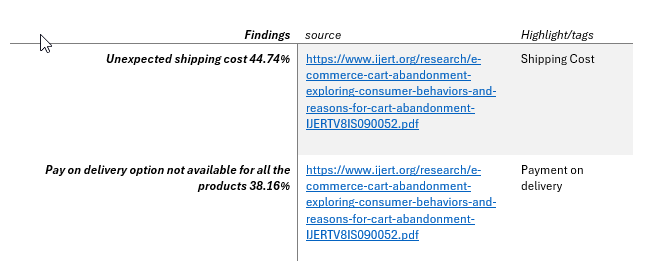 Findings source Highlight/tags
Unexpected shipping cost 44.74% https://www.ijert.org/research/e- Shipping Cost
commerce-cart-abandonment-
exploring-consumer-behaviors-and-
reasons-for-cart-abandonment-
IJERTV8IS090052.pdf
Pay on delivery option not available for all the https://www.ijert.org/research/e- Payment on
products 38.16% commerce-cart-abandonment- delivery
exploring-consumer-behaviors-and-
reasons-for-cart-abandonment-
IJERTV8IS090052.pdf